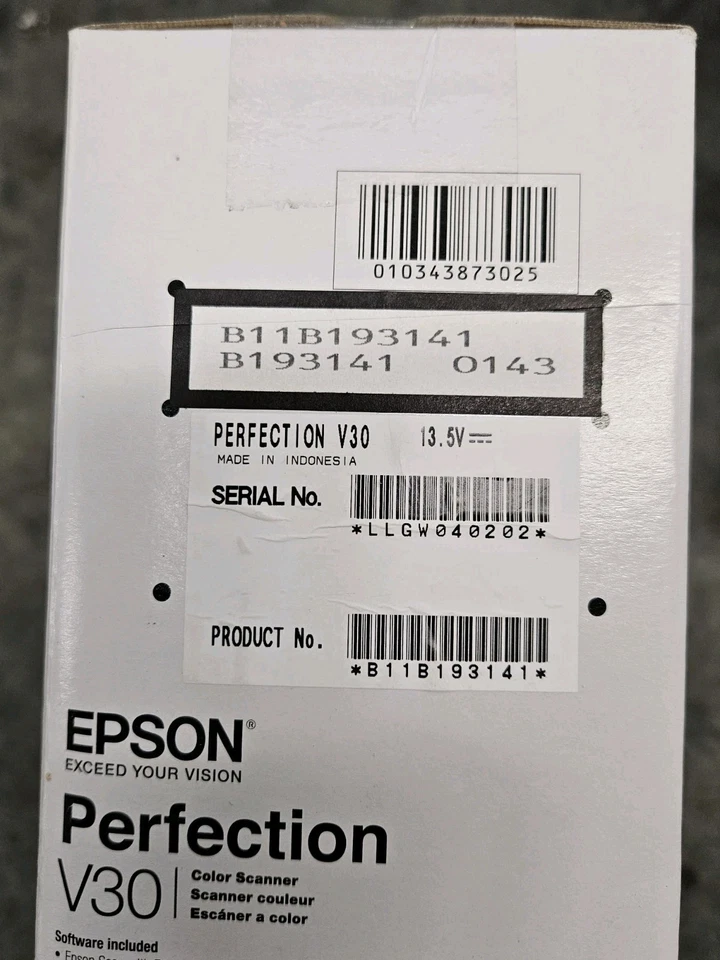 010343873025
B11B193141
B193141 0143
PERFECTION V30 13.5V⎓
MADE IN INDONESIA
SERIAL No.
*LLGW040202*
PRODUCT No.
*B11B193141*
EPSON®
EXCEED YOUR VISION
Perfection
V30
Color Scanner
Scanner couleur
Escáner a color
Software included